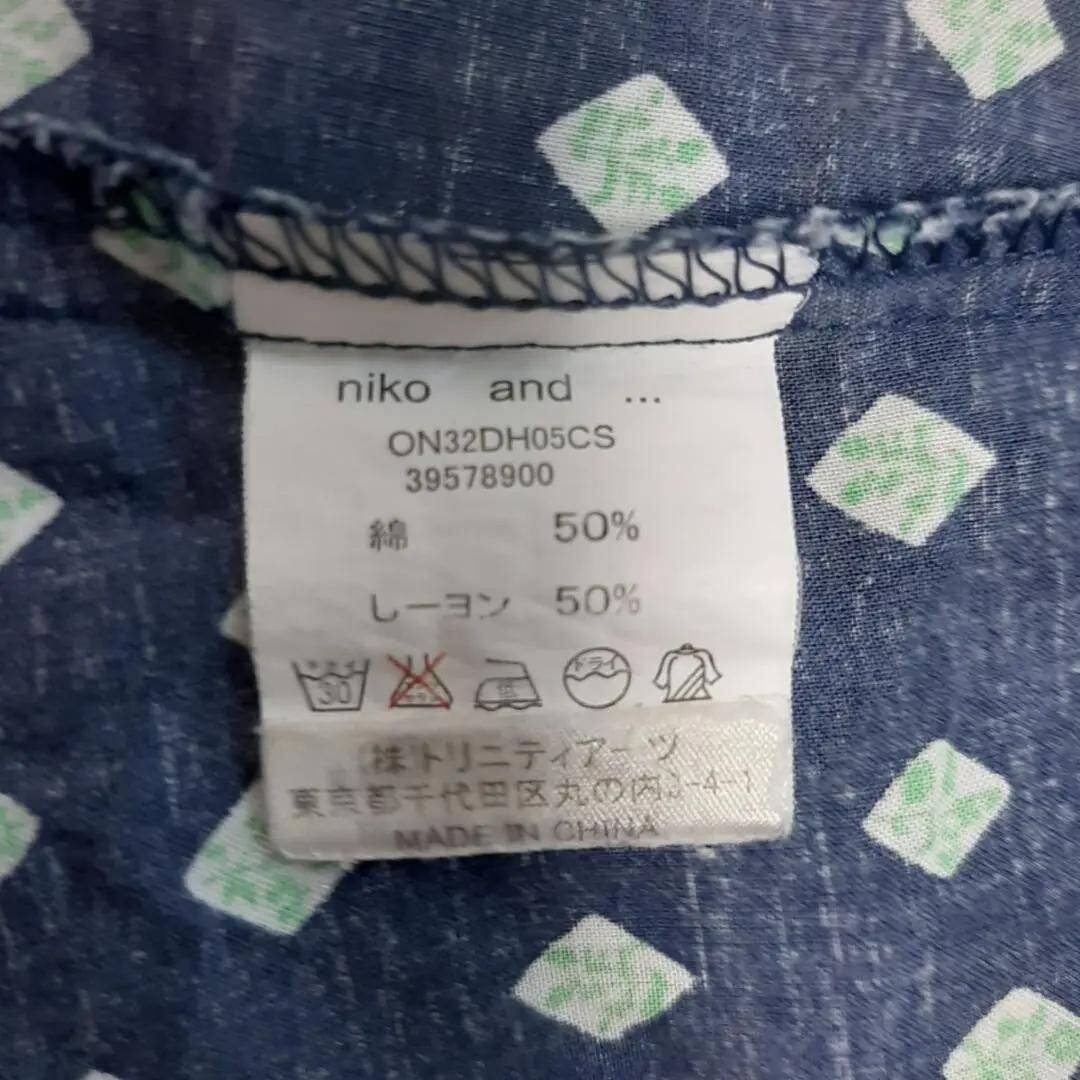 niko and ...
ON32DH05CS
39578900
綿 50%
レーヨン 50%
30
低
ドライ
(株)トリニティアーツ
東京都千代田区丸の内3-4-1
MADE IN CHINA